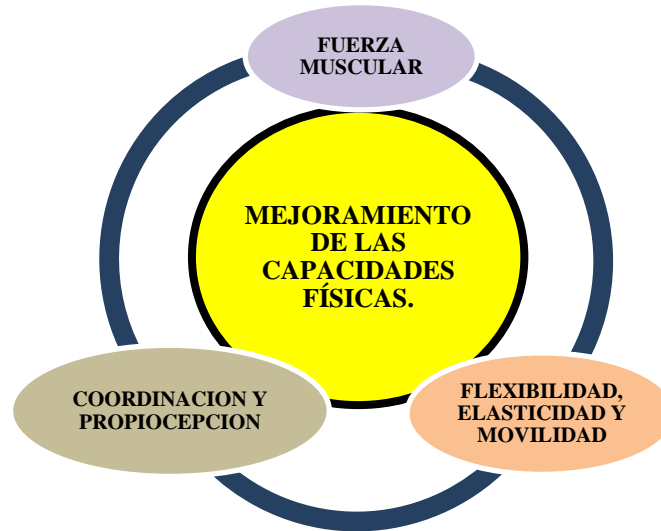 FUERZA
MUSCULAR
MEJORAMIENTO
DE LAS
CAPACIDADES
FÍSICAS.
COORDINACION Y
PROPIOCEPCION
FLEXIBILIDAD,
ELASTICIDAD Y
MOVILIDAD